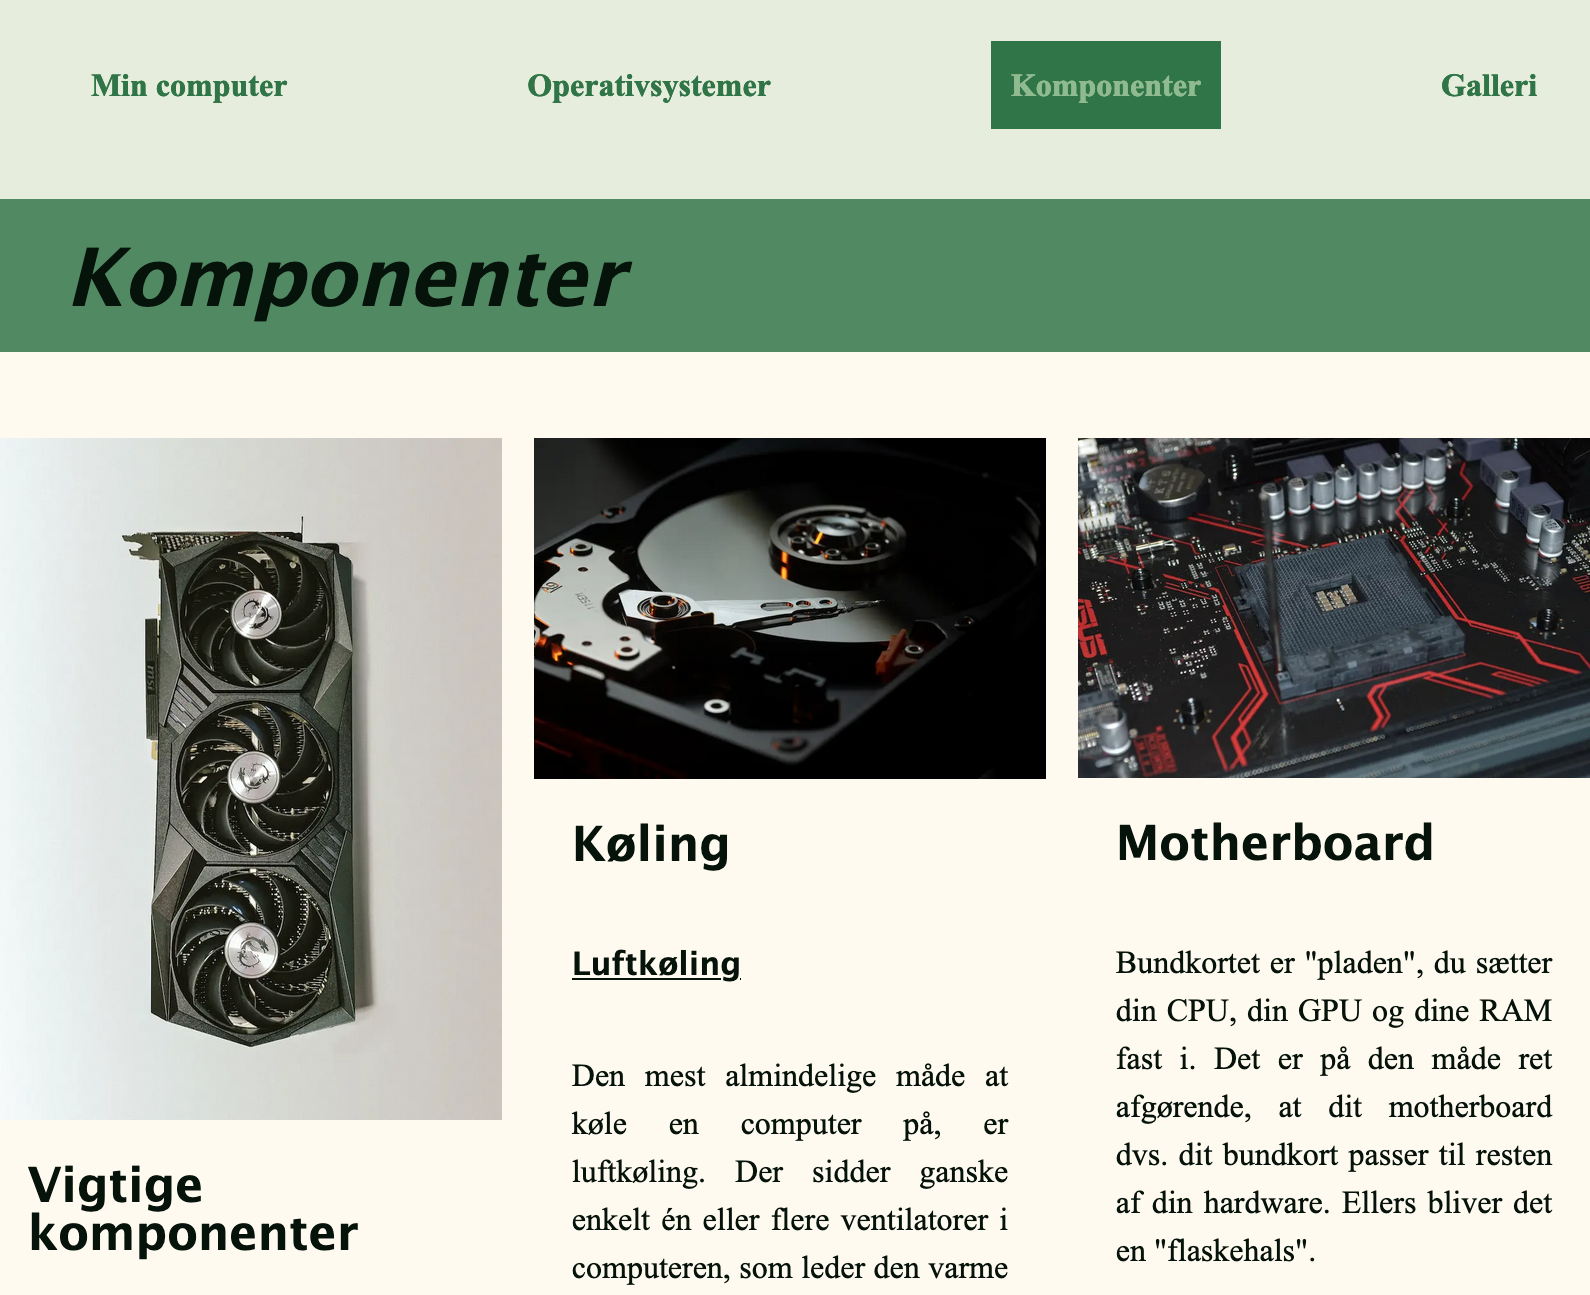 Min computer
Operativsystemer
Komponenter
Galleri
Komponenter
Vigtige
komponenter
Køling
Luftkøling
Den mest almindelige måde at
køle en computer på, er
luftkøling. Der sidder ganske
enkelt én eller flere ventilatorer i
computeren, som leder den varme
Motherboard
Bundkortet er "pladen", du sætter
din CPU, din GPU og dine RAM
fast i. Det er på den måde ret
afgørende, at dit motherboard
dvs. dit bundkort passer til resten
af din hardware. Ellers bliver det
en "flaskehals".